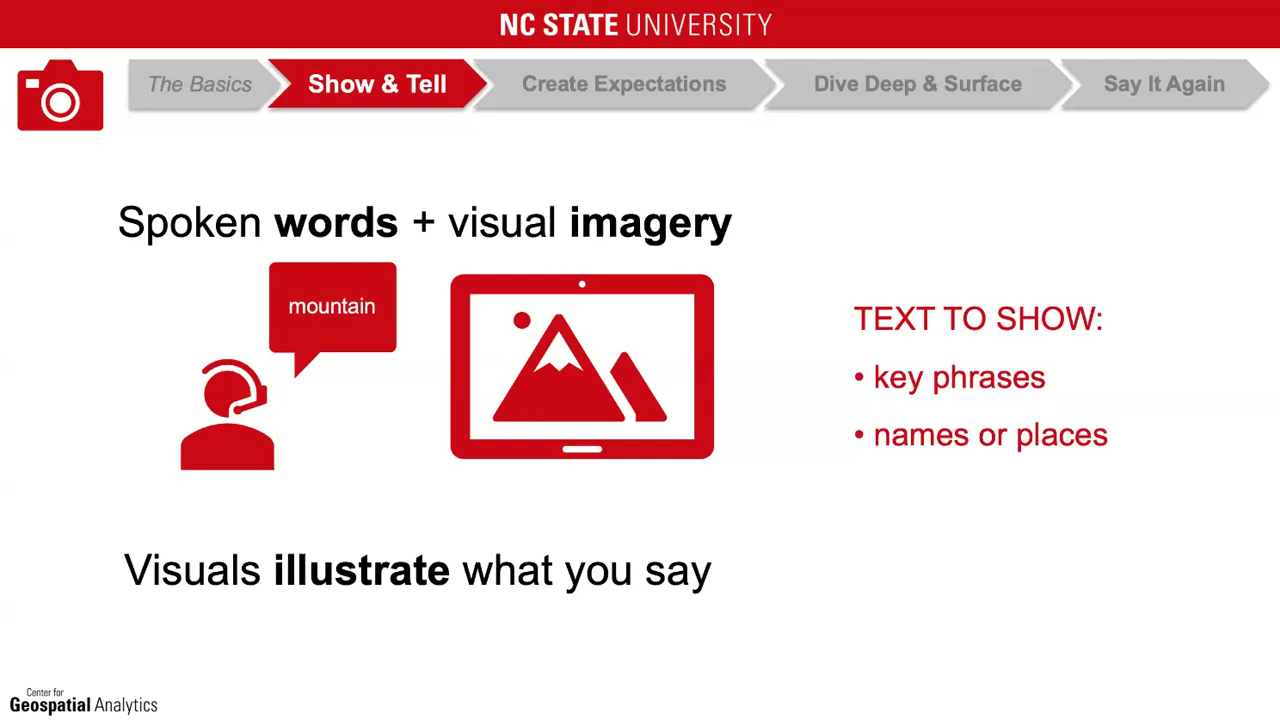 NC STATE UNIVERSITY
The Basics
Show & Tell
Create Expectations
Dive Deep & Surface
Say It Again
Spoken words + visual imagery
mountain
TEXT TO SHOW:
• key phrases
• names or places
Visuals illustrate what you say
Center for
Geospatial Analytics